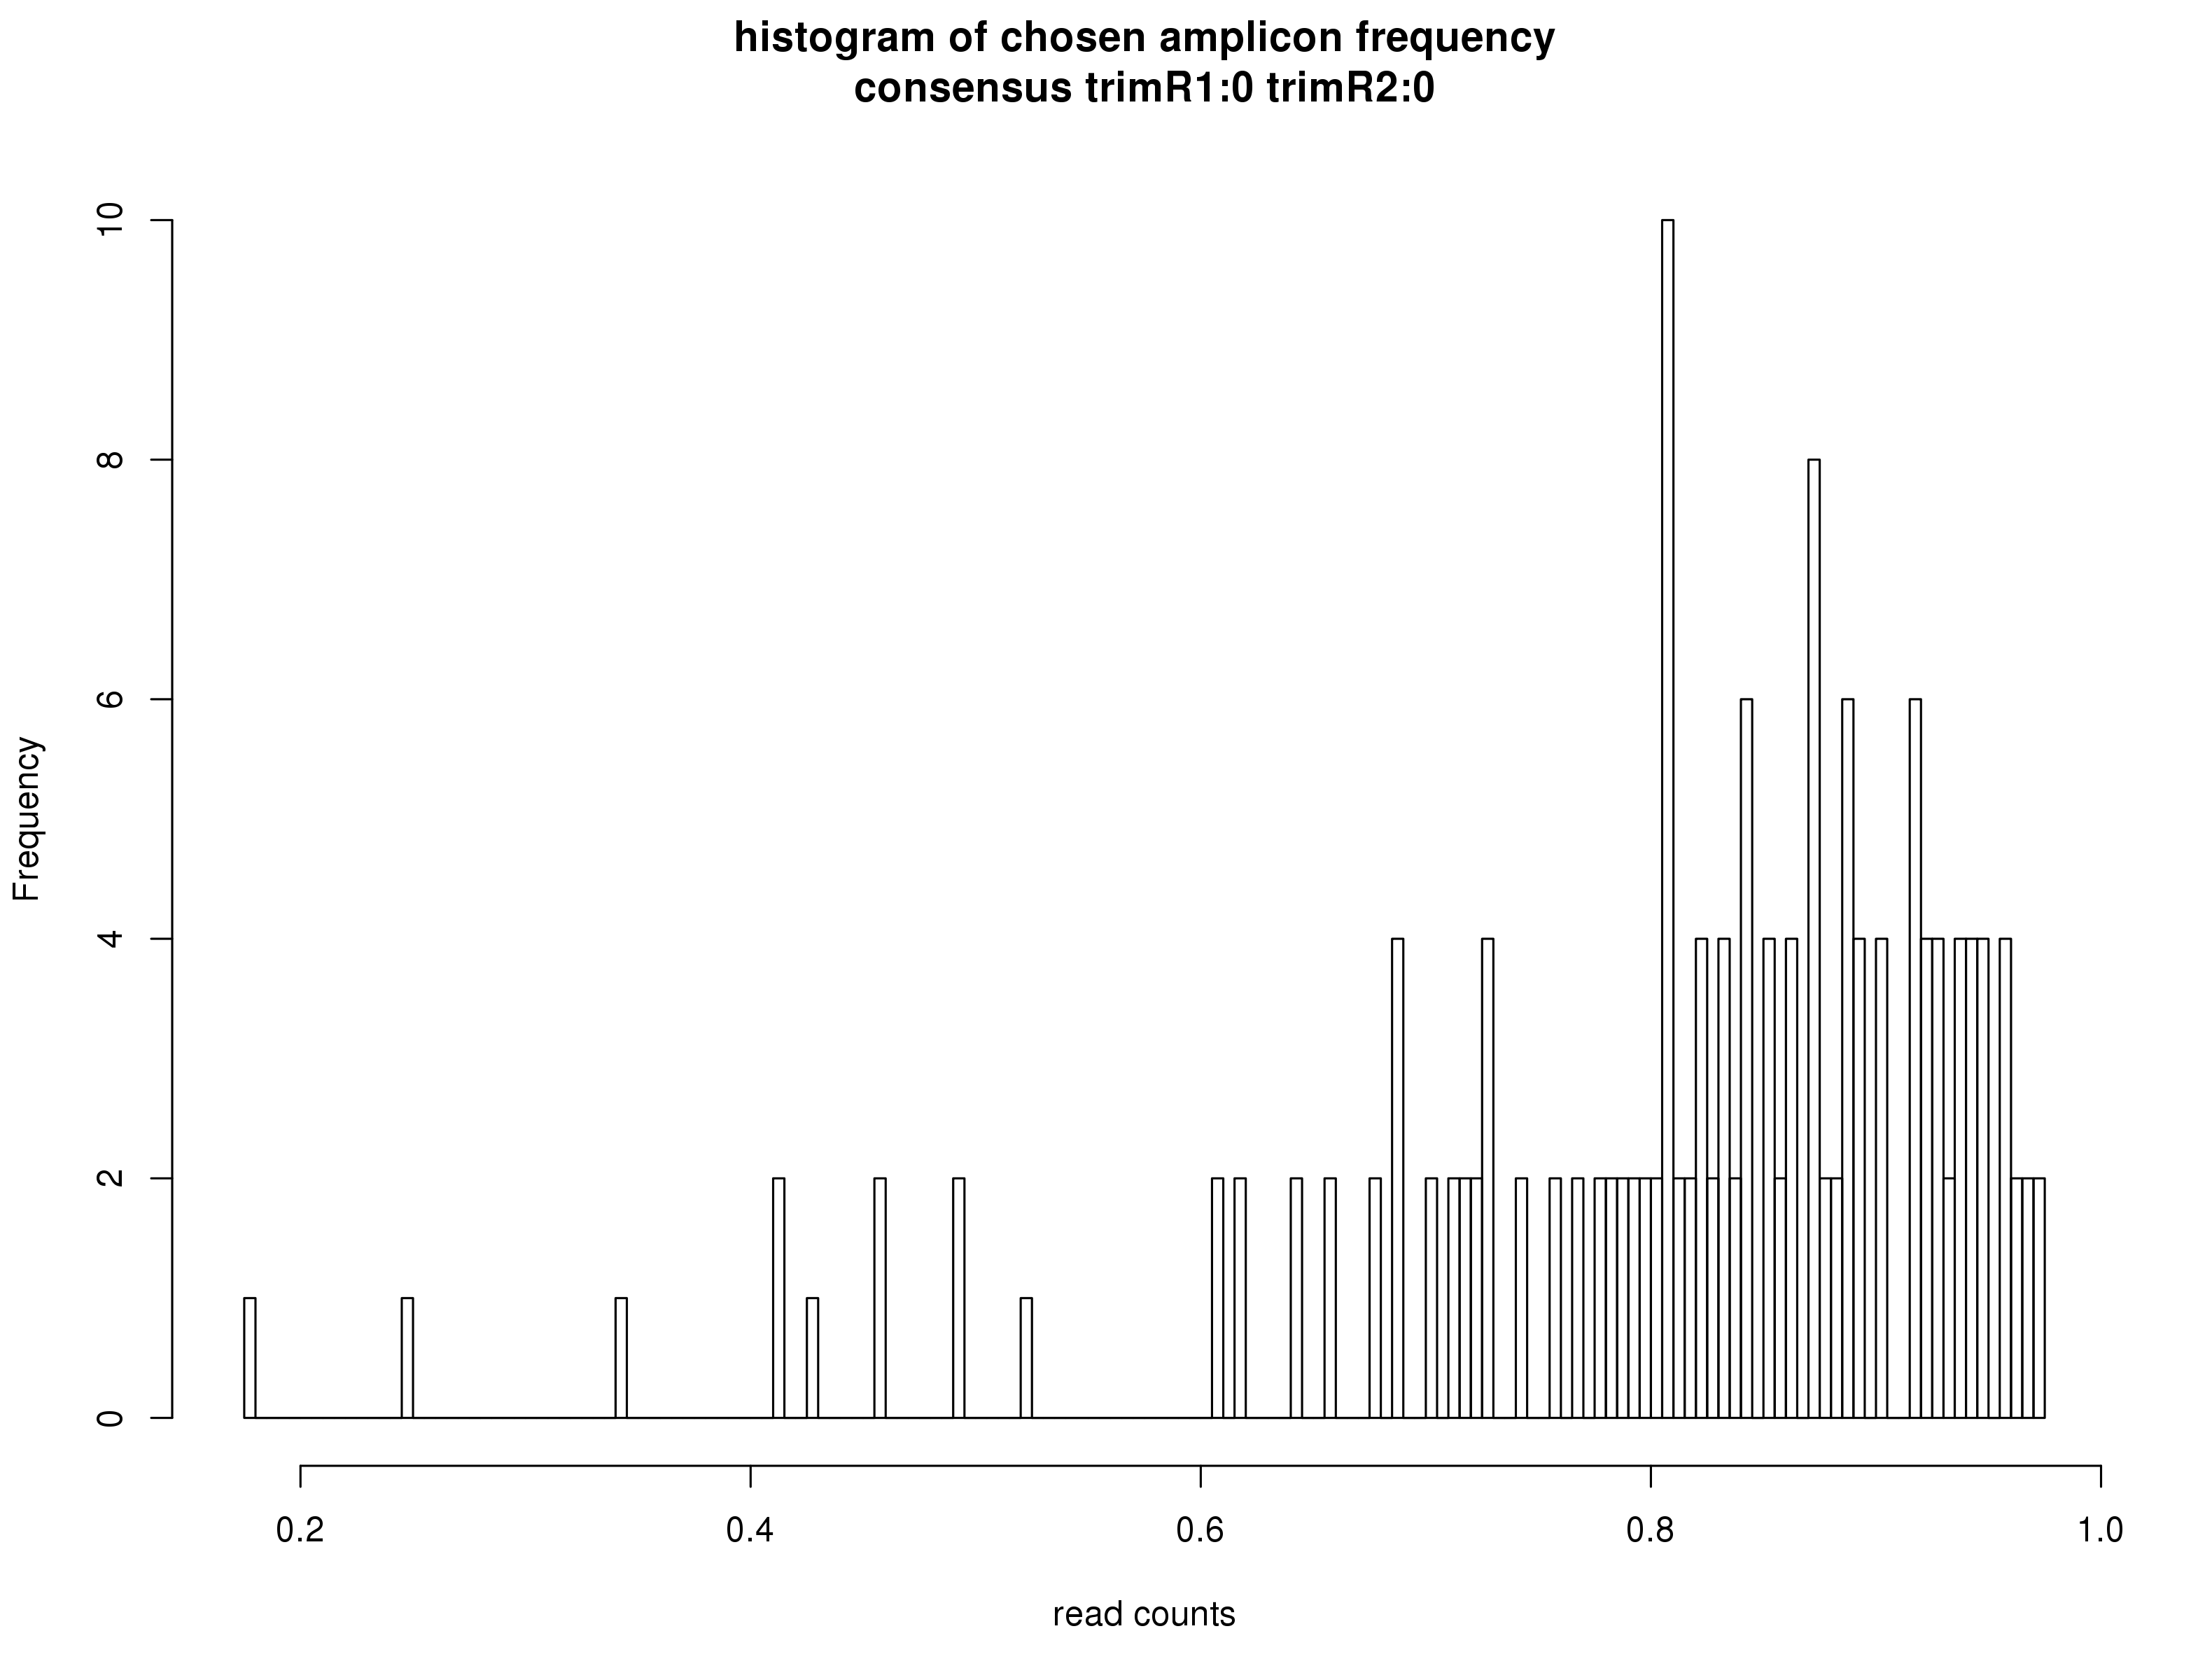 histogram of chosen amplicon frequency
consensus trimR1:0 trimR2:0
10
8
6
4
2
0
Frequency
0.2 0.4 0.6 0.8 1.0
read counts